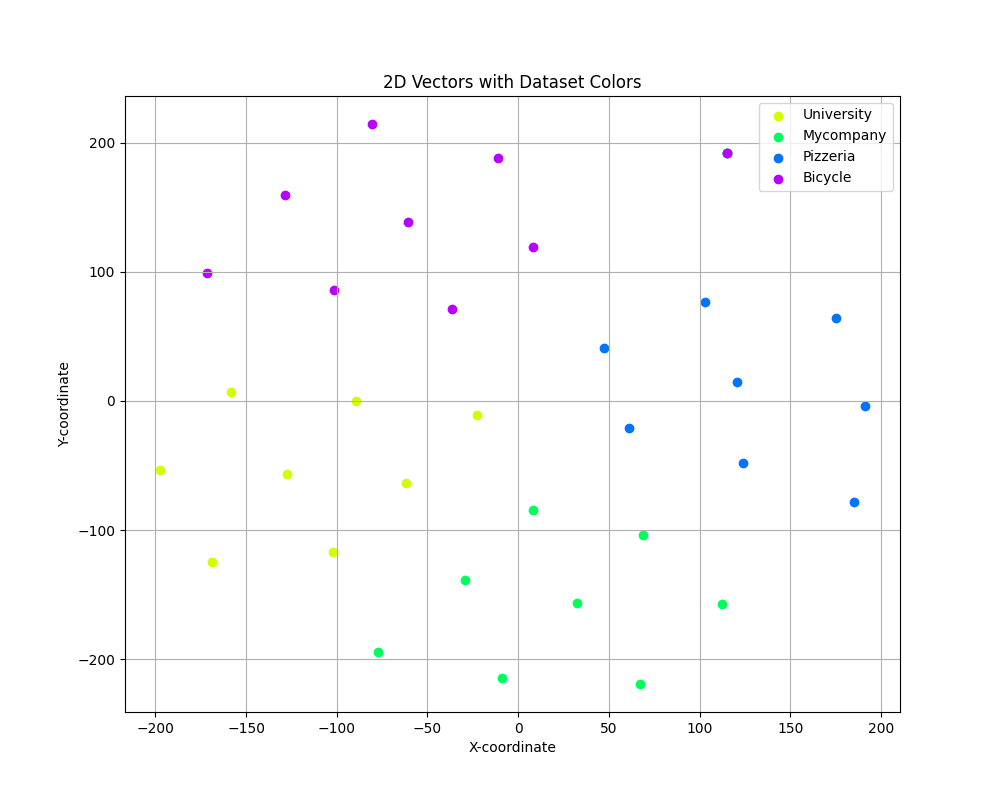 2D Vectors with Dataset Colors
University
Mycompany
Pizzeria
Bicycle
200
100
0
−100
−200
Y-coordinate
−200 −150 −100 −50 0 50 100 150 200
X-coordinate